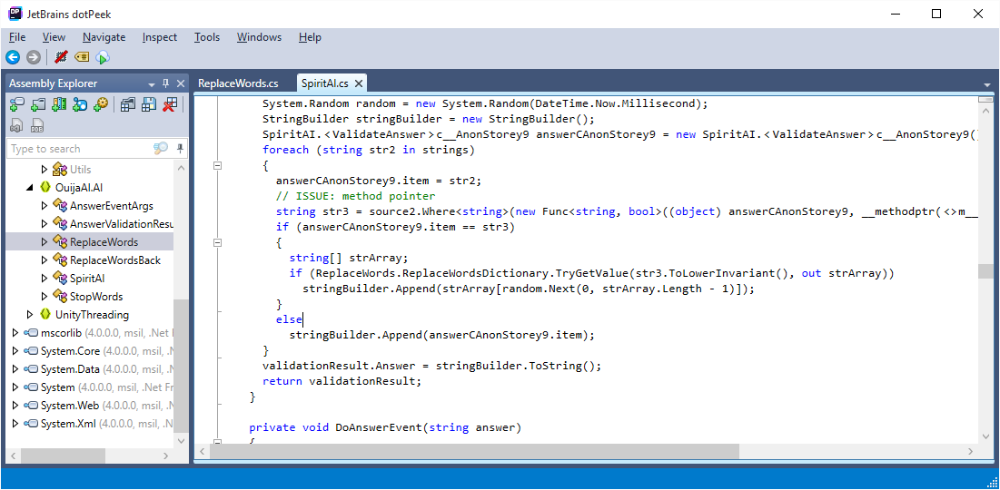 JetBrains dotPeek
File View Navigate Inspect Tools Windows Help
Assembly Explorer
Type to search
Utils
OuijaAI.AI
AnswerEventArgs
AnswerValidationResu
ReplaceWords
ReplaceWordsBack
SpiritAI
StopWords
UnityThreading
mscorlib (4.0.0.0, msil, .Net
System.Core (4.0.0.0, msil, .N
System.Data (4.0.0.0, msil, .N
System (4.0.0.0, msil, .Net Fr
System.Web (4.0.0.0, msil, .N
System.Xml (4.0.0.0, msil, .N
ReplaceWords.cs SpiritAI.cs
System.Random random = new System.Random(DateTime.Now.Millisecond);
StringBuilder stringBuilder = new StringBuilder();
SpiritAI.<ValidateAnswer>c__AnonStorey9 answerCAnonStorey9 = new SpiritAI.<ValidateAnswer>c__AnonStorey9()
foreach (string str2 in strings)
{
answerCAnonStorey9.item = str2;
// ISSUE: method pointer
string str3 = source2.Where<string>(new Func<string, bool>((object) answerCAnonStorey9, __methodptr(<>m__
if (answerCAnonStorey9.item == str3)
{
string[] strArray;
if (ReplaceWords.ReplaceWordsDictionary.TryGetValue(str3.ToLowerInvariant(), out strArray))
stringBuilder.Append(strArray[random.Next(0, strArray.Length - 1)]);
}
else
stringBuilder.Append(answerCAnonStorey9.item);
}
validationResult.Answer = stringBuilder.ToString();
return validationResult;
}
private void DoAnswerEvent(string answer)
{